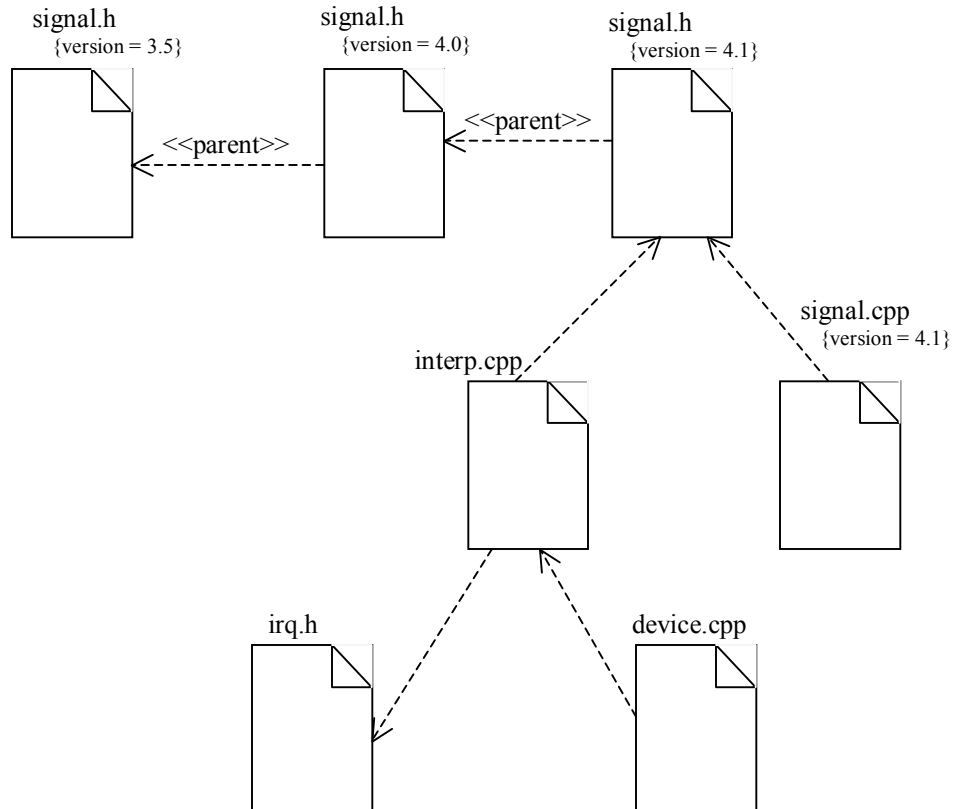 signal.h
{version = 3.5}
signal.h
{version = 4.0}
signal.h
{version = 4.1}
<<parent>>
<<parent>>
signal.cpp
{version = 4.1}
interp.cpp
irq.h
device.cpp